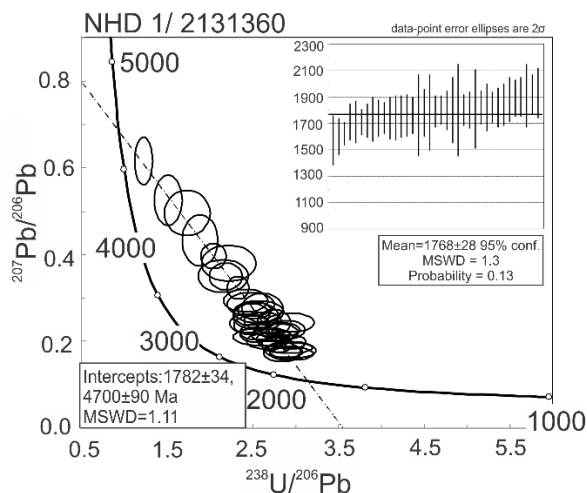 NHD 1/ 2131360
data-point error ellipses are 2σ
2300
2100
1900
1700
1500
1300
1100
900
Mean=1768±28 95% conf.
MSWD = 1.3
Probability = 0.13
5000
4000
3000
2000
1000
0.8
0.6
0.4
0.2
0.0
²⁰⁷Pb/²⁰⁶Pb
Intercepts:1782±34,
4700±90 Ma
MSWD=1.11
0.5 1.5 2.5 3.5 4.5 5.5
²³⁸U/²⁰⁶Pb